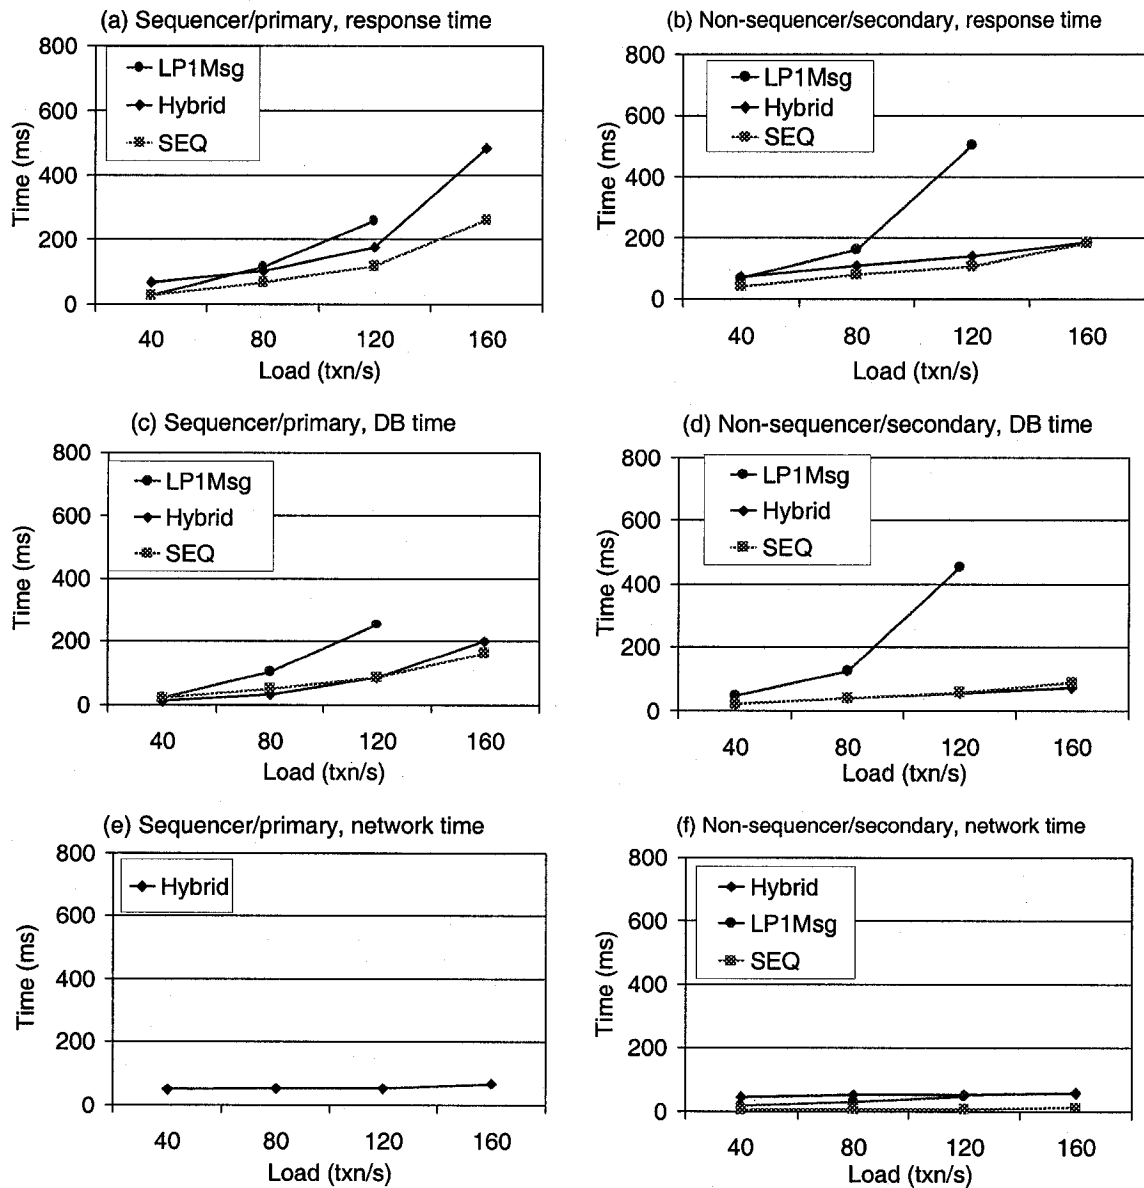 (a) Sequencer/primary, response time
800
600
400
200
0
Time (ms)
LP1Msg
Hybrid
SEQ
40 80 120 160
Load (txn/s)
(b) Non-sequencer/secondary, response time
800
600
400
200
0
Time (ms)
LP1Msg
Hybrid
SEQ
40 80 120 160
Load (txn/s)
(c) Sequencer/primary, DB time
800
600
400
200
0
Time (ms)
LP1Msg
Hybrid
SEQ
40 80 120 160
Load (txn/s)
(d) Non-sequencer/secondary, DB time
800
600
400
200
0
Time (ms)
LP1Msg
Hybrid
SEQ
40 80 120 160
Load (txn/s)
(e) Sequencer/primary, network time
800
600
400
200
0
Time (ms)
Hybrid
40 80 120 160
Load (txn/s)
(f) Non-sequencer/secondary, network time
800
600
400
200
0
Time (ms)
Hybrid
LP1Msg
SEQ
40 80 120 160
Load (txn/s)